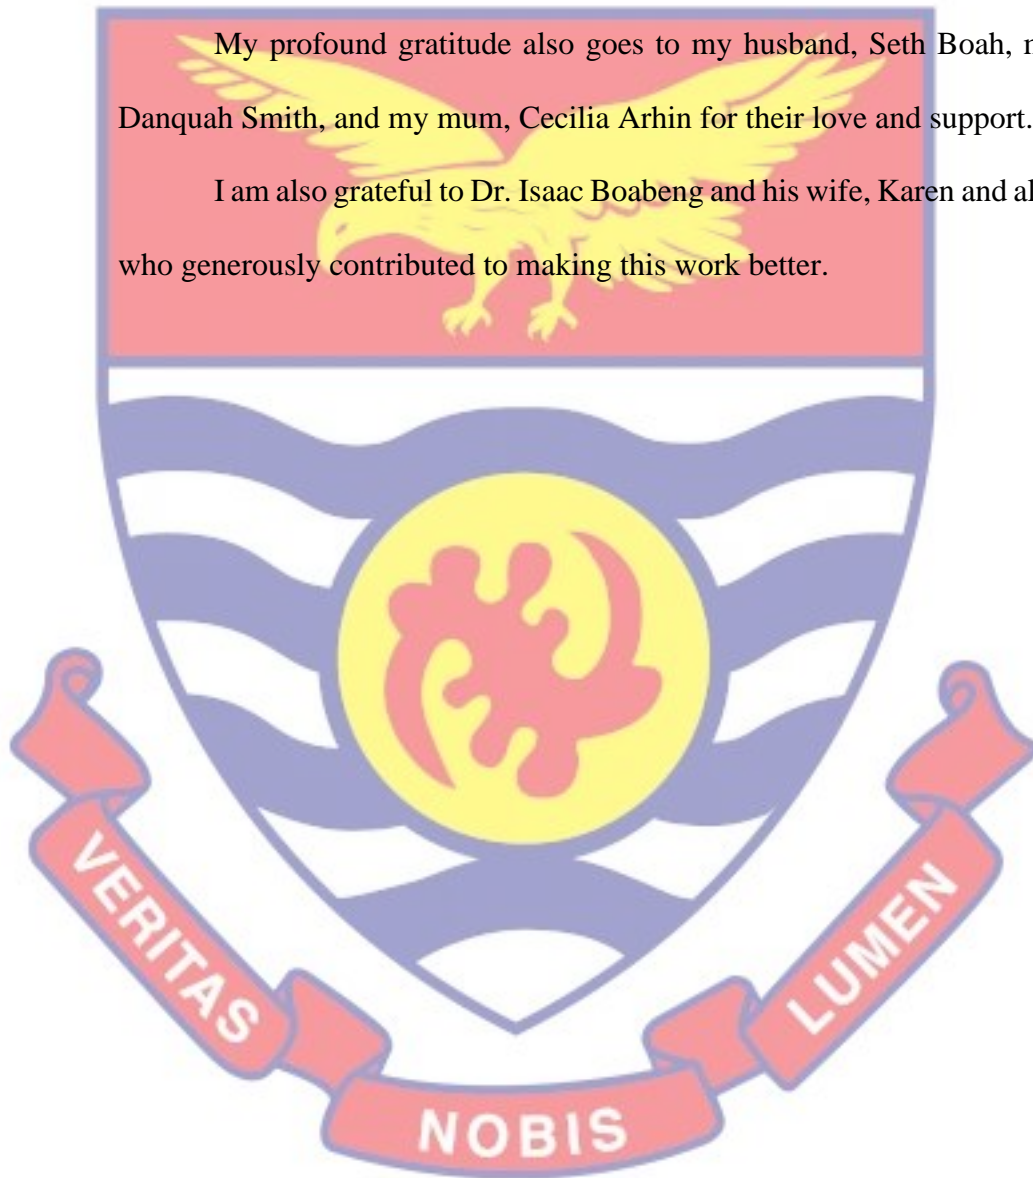 My profound gratitude also goes to my husband, Seth Boah,
Danquah Smith, and my mum, Cecilia Arhin for their love and support.
I am also grateful to Dr. Isaac Boabeng and his wife, Karen and
who generously contributed to making this work better.
VERITAS
NOBIS
LUMEN